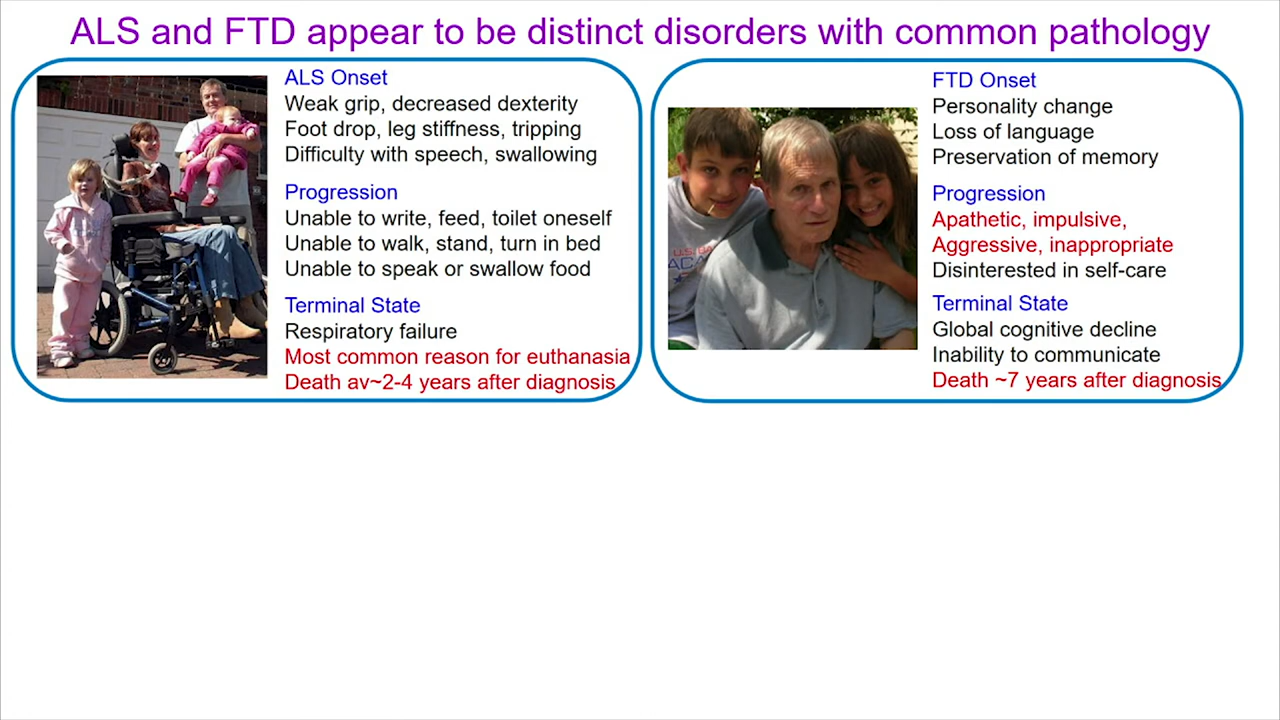 ALS and FTD appear to be distinct disorders with common pathology
ALS Onset
Weak grip, decreased dexterity
Foot drop, leg stiffness, tripping
Difficulty with speech, swallowing
Progression
Unable to write, feed, toilet oneself
Unable to walk, stand, turn in bed
Unable to speak or swallow food
Terminal State
Respiratory failure
Most common reason for euthanasia
Death av~2-4 years after diagnosis
FTD Onset
Personality change
Loss of language
Preservation of memory
Progression
Apathetic, impulsive,
Aggressive, inappropriate
Disinterested in self-care
Terminal State
Global cognitive decline
Inability to communicate
Death ~7 years after diagnosis